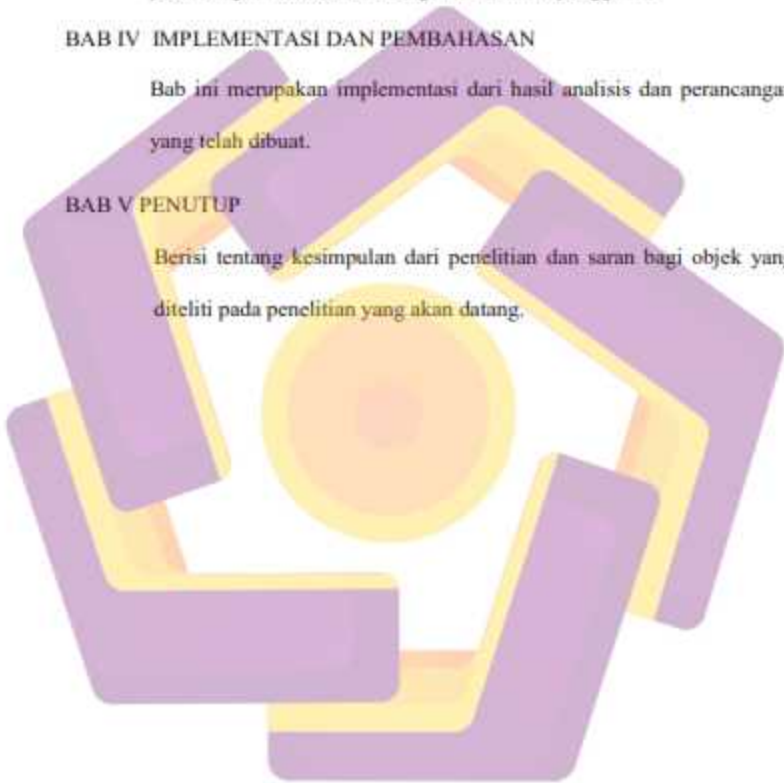 BAB IV IMPLEMENTASI DAN PEMBAHASAN
Bab ini merupakan implementasi dari hasil analisis dan perancanga
yang telah dibuat.
BAB V PENUTUP
Berisi tentang kesimpulan dari penelitian dan saran bagi objek yan
diteliti pada penelitian yang akan datang.